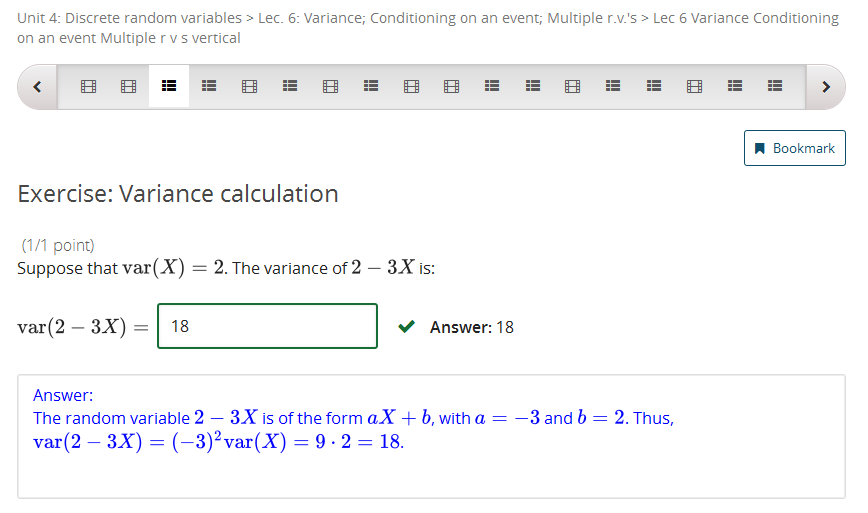 Unit 4: Discrete random variables > Lec. 6: Variance; Conditioning on an event; Multiple r.v.'s > Lec 6 Variance Conditioning
on an event Multiple r v s vertical
Bookmark
Exercise: Variance calculation
(1/1 point)
Suppose that var(X) = 2. The variance of 2 − 3X is:
var(2 − 3X) = 18 Answer: 18
Answer:
The random variable 2 − 3X is of the form aX + b, with a = −3 and b = 2. Thus,
var(2 − 3X) = (−3)²var(X) = 9 · 2 = 18.